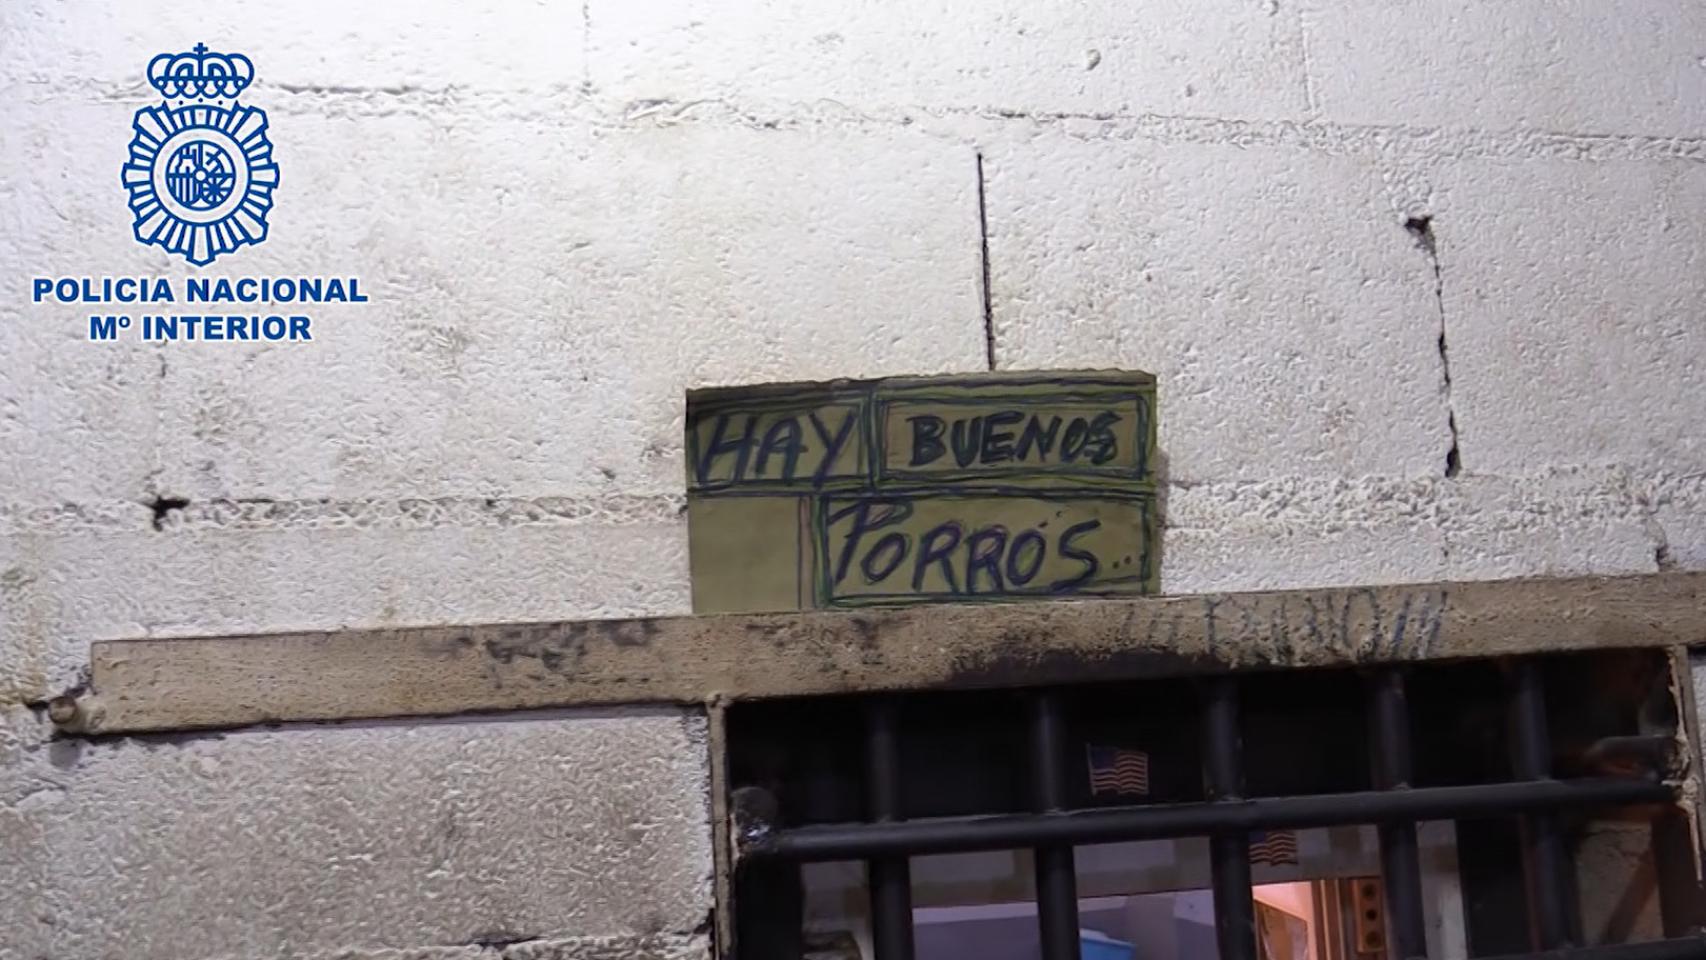 POLICIA NACIONAL
Mº INTERIOR
HAY BUENOS
PORROS...